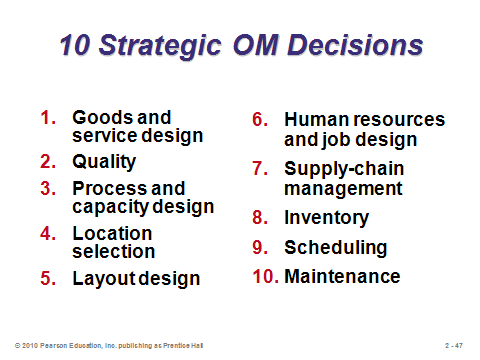 10 Strategic OM Decisions
1. Goods and
service design
2. Quality
3. Process and
capacity design
4. Location
selection
5. Layout design
6. Human resources
and job design
7. Supply-chain
management
8. Inventory
9. Scheduling
10. Maintenance
© 2010 Pearson Education, Inc. publishing as Prentice Hall
2 - 47